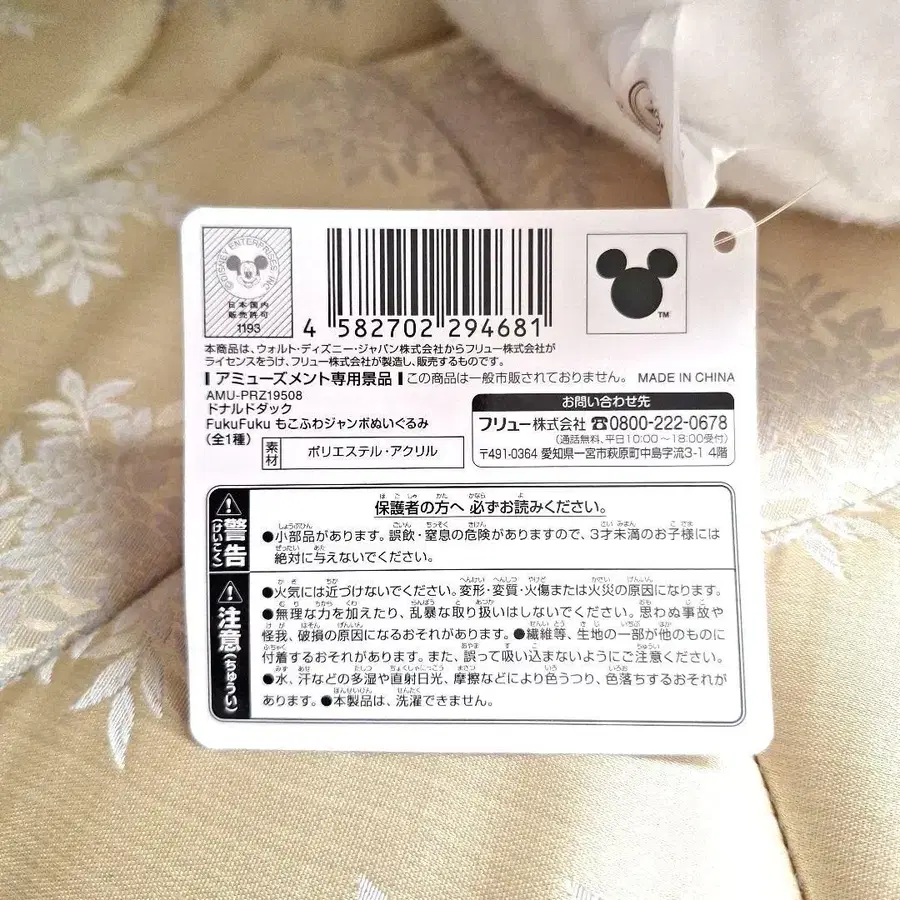 ©DISNEY ENTERPRISES INC.
日本国内
販売許可
1193
4 582702 294681
TM
本商品は、ウォルト・ディズニー・ジャパン株式会社からフリュー株式会社が
ライセンスをうけ、フリュー株式会社が製造し、販売するものです。
アミューズメント専用景品 この商品は一般市販されておりません。 MADE IN CHINA
AMU-PRZ19508
ドナルドダック
FukuFuku もこふわジャンボぬいぐるみ
(全1種)
素材 ポリエステル・アクリル
お問い合わせ先
フリュー株式会社 ☎0800-222-0678
(通話無料、平日10:00～18:00受付)
〒491-0364 愛知県一宮市萩原町中島字流3-1 4階
保護者の方へ 必ずお読みください。
警告(けいこく)
●小部品があります。誤飲・窒息の危険がありますので、3才未満のお子様には
絶対に与えないでください。
注意(ちゅうい)
●火気には近づけないでください。変形・変質・火傷または火災の原因になります。
●無理な力を加えたり、乱暴な取り扱いはしないでください。思わぬ事故や
怪我、破損の原因になるおそれがあります。●繊維等、生地の一部が他のものに
付着するおそれがあります。また、誤って吸い込まないようにご注意ください。
●水、汗などの多湿や直射日光、摩擦などにより色うつり、色落ちするおそれが
あります。●本製品は、洗濯できません。